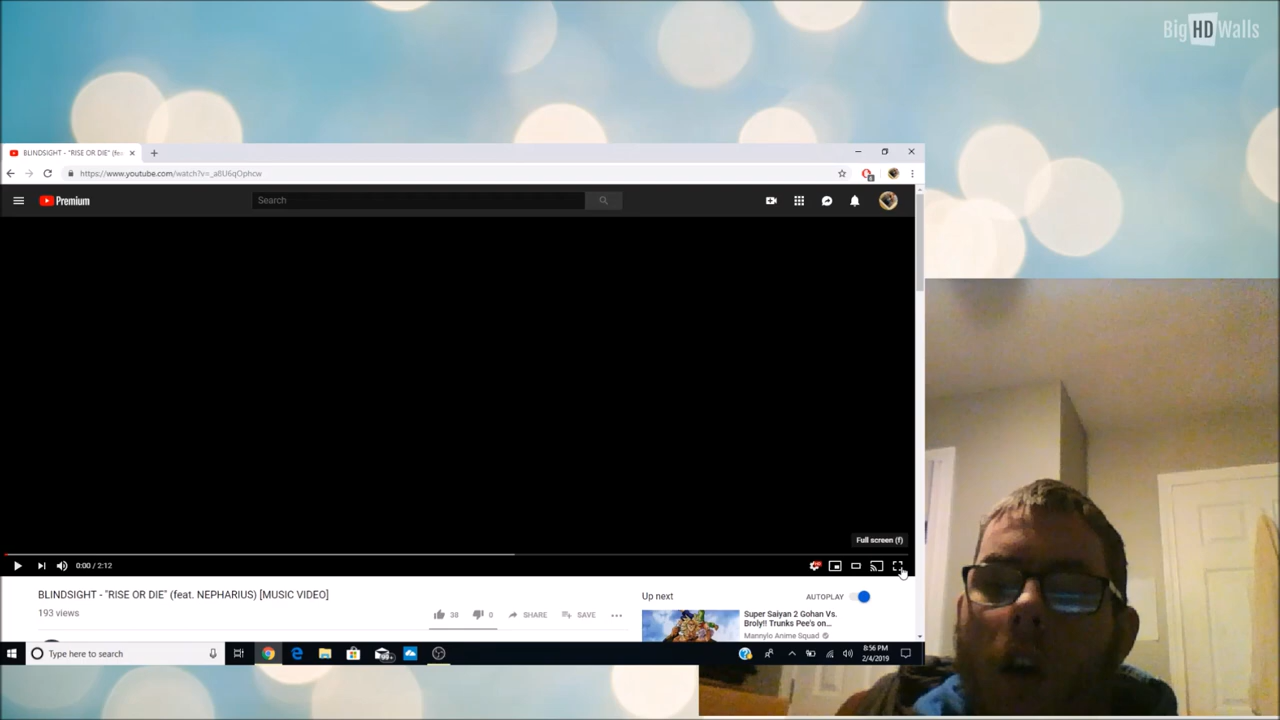 Big HD Walls
BLINDSIGHT - "RISE OR DIE" (fe
https://www.youtube.com/watch?v=_a8U6qOphcw
Premium
Search
Full screen (f)
0:00 / 2:12
BLINDSIGHT - "RISE OR DIE" (feat. NEPHARIUS) [MUSIC VIDEO]
193 views
38
0
SHARE
SAVE
Up next
AUTOPLAY
Super Saiyan 2 Gohan Vs.
Broly!! Trunks Pee's on...
Mannylo Anime Squad
Type here to search
99+
8:56 PM
2/4/2019